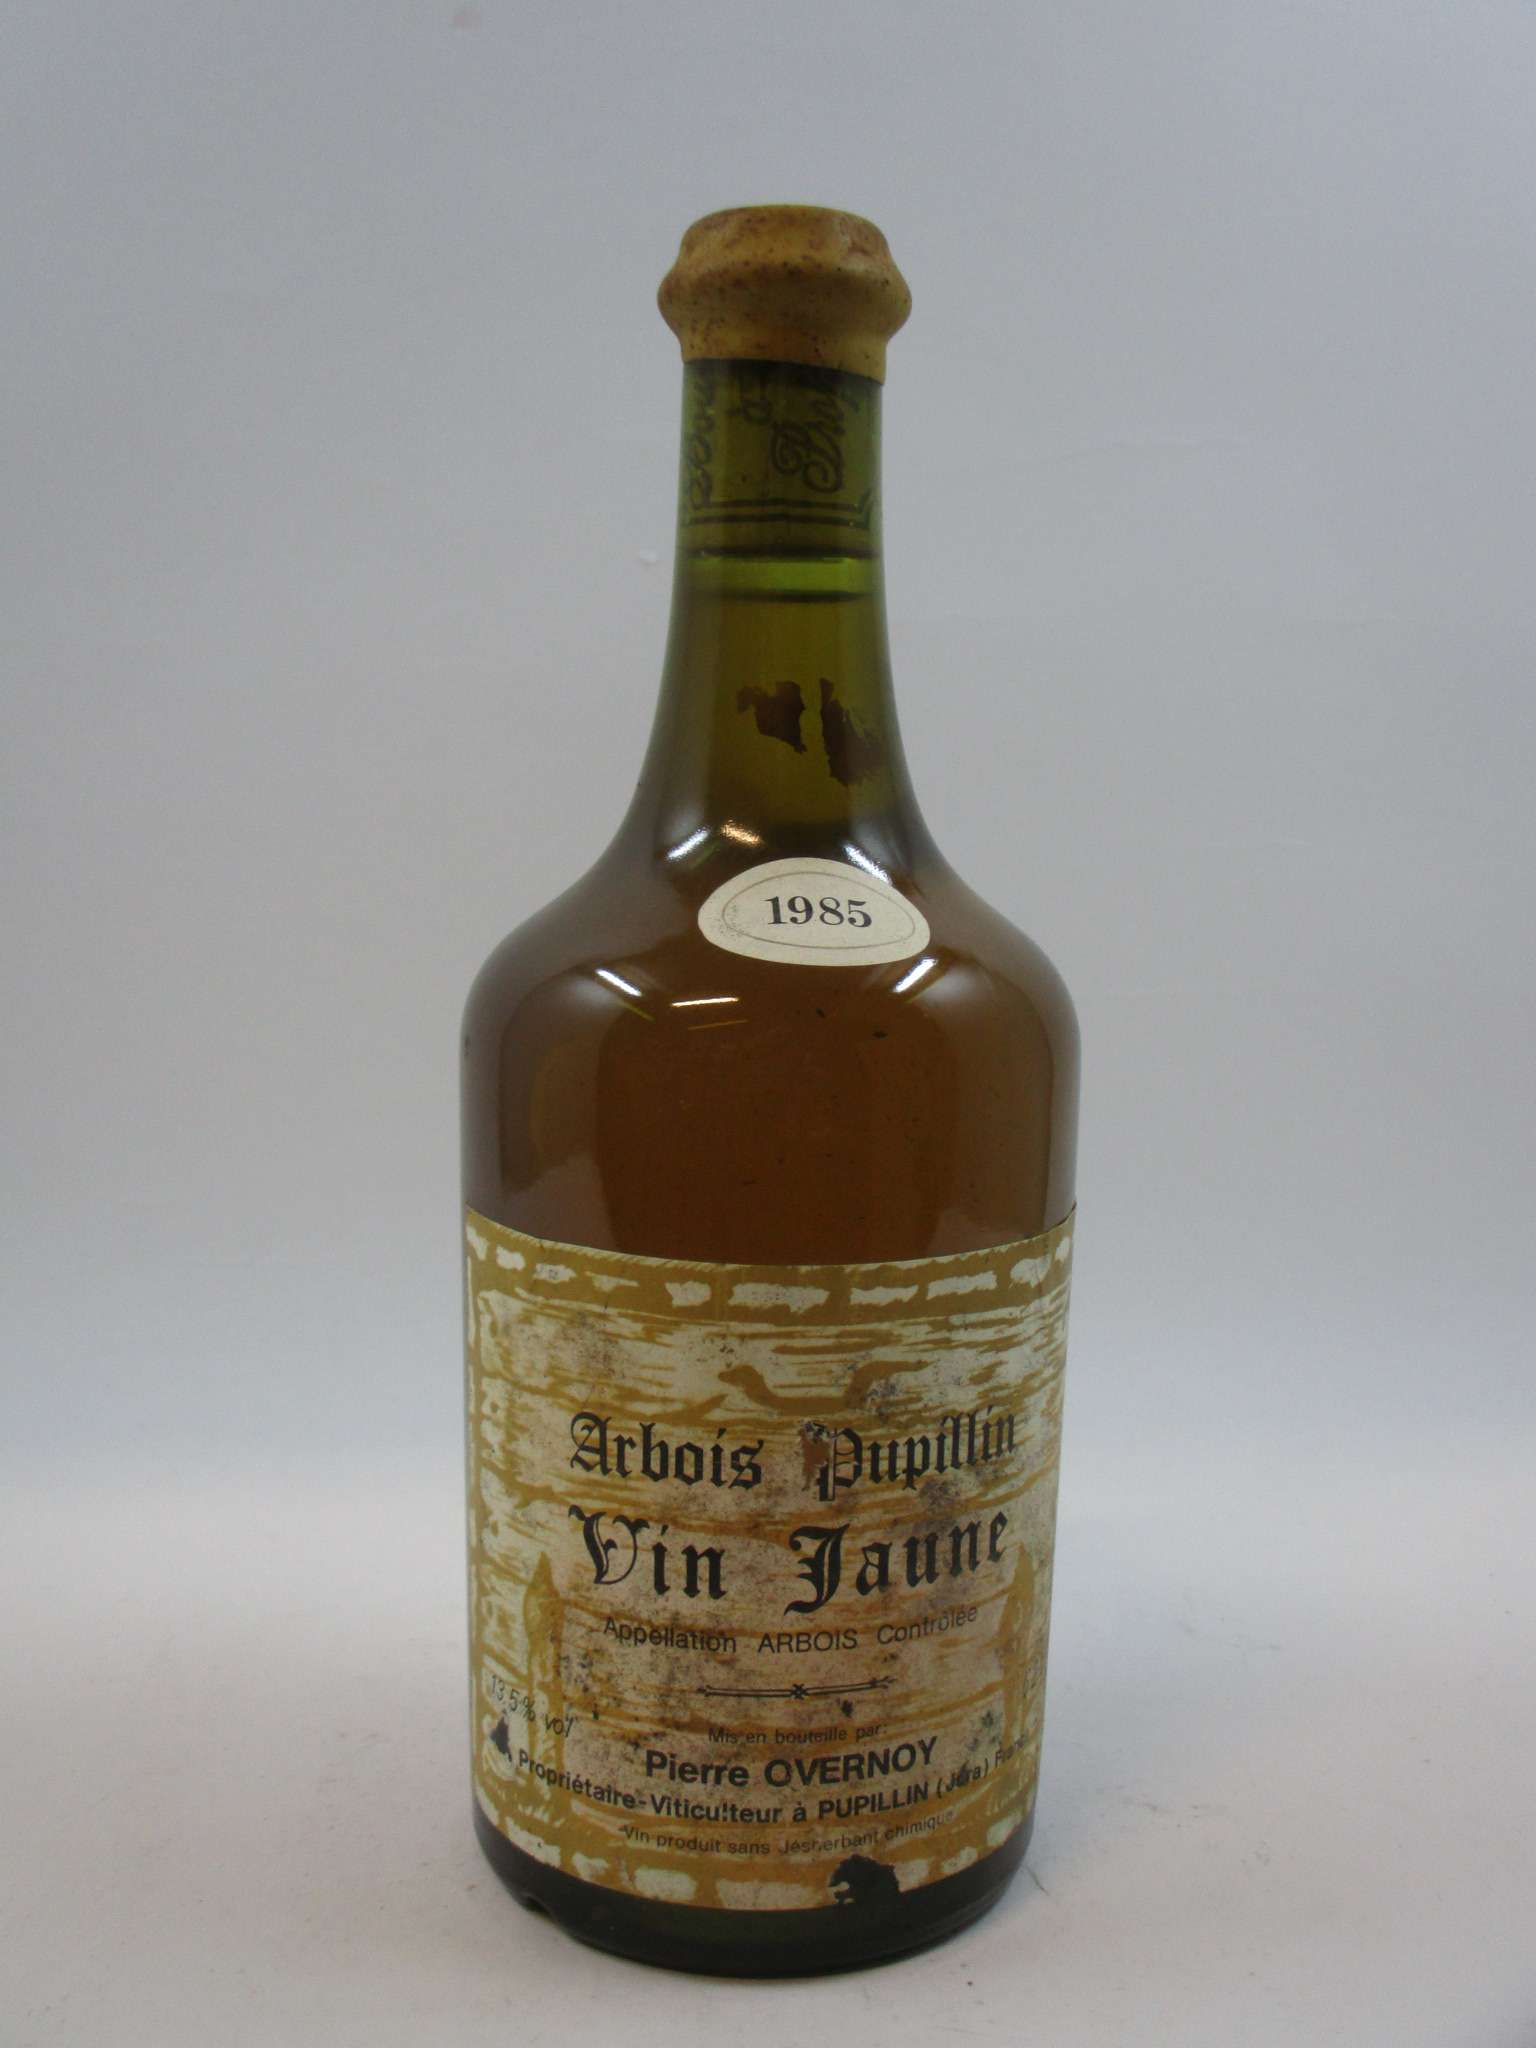 1985
Arbois Pupillin
Vin Jaune
Appellation ARBOIS Contrôlée
13,5% vol
Mis en bouteille par:
Pierre OVERNOY
Propriétaire-Viticulteur à PUPILLIN (Jura)
Vin produit sans désherbant chimique